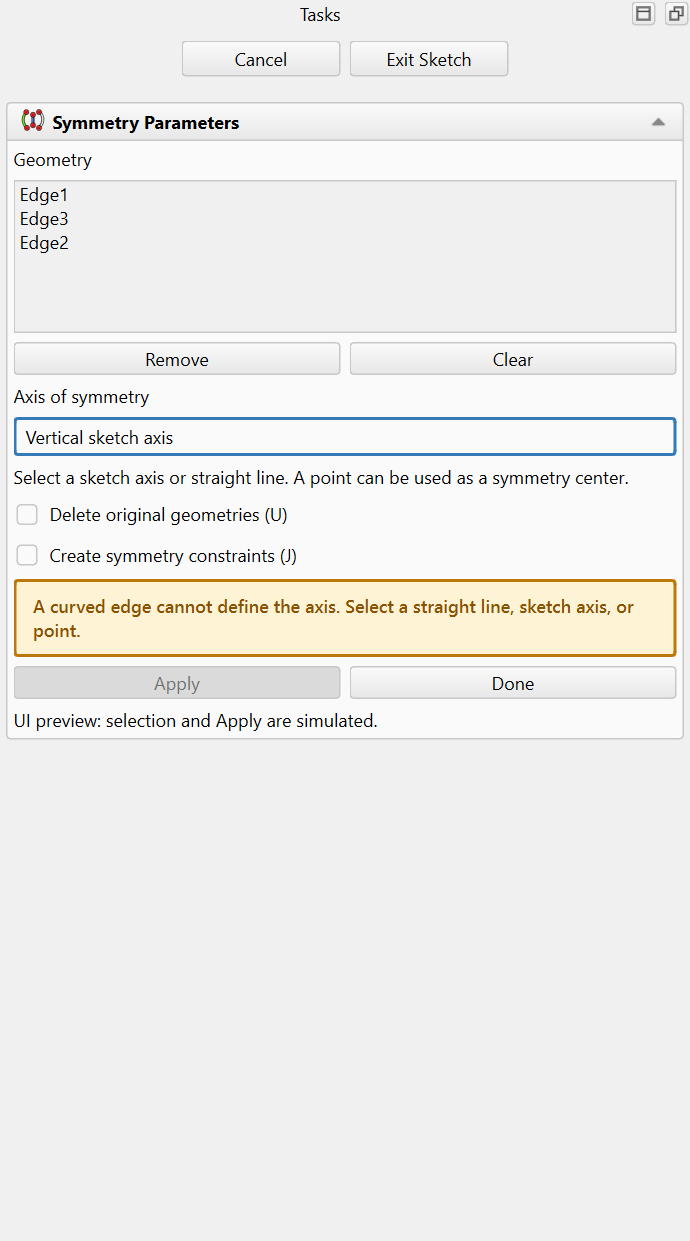 Tasks
Cancel
Exit Sketch
Symmetry Parameters
Geometry
Edge1
Edge3
Edge2
Remove
Clear
Axis of symmetry
Vertical sketch axis
Select a sketch axis or straight line. A point can be used as a symmetry center.
Delete original geometries (U)
Create symmetry constraints (J)
A curved edge cannot define the axis. Select a straight line, sketch axis, or
point.
Apply
Done
UI preview: selection and Apply are simulated.